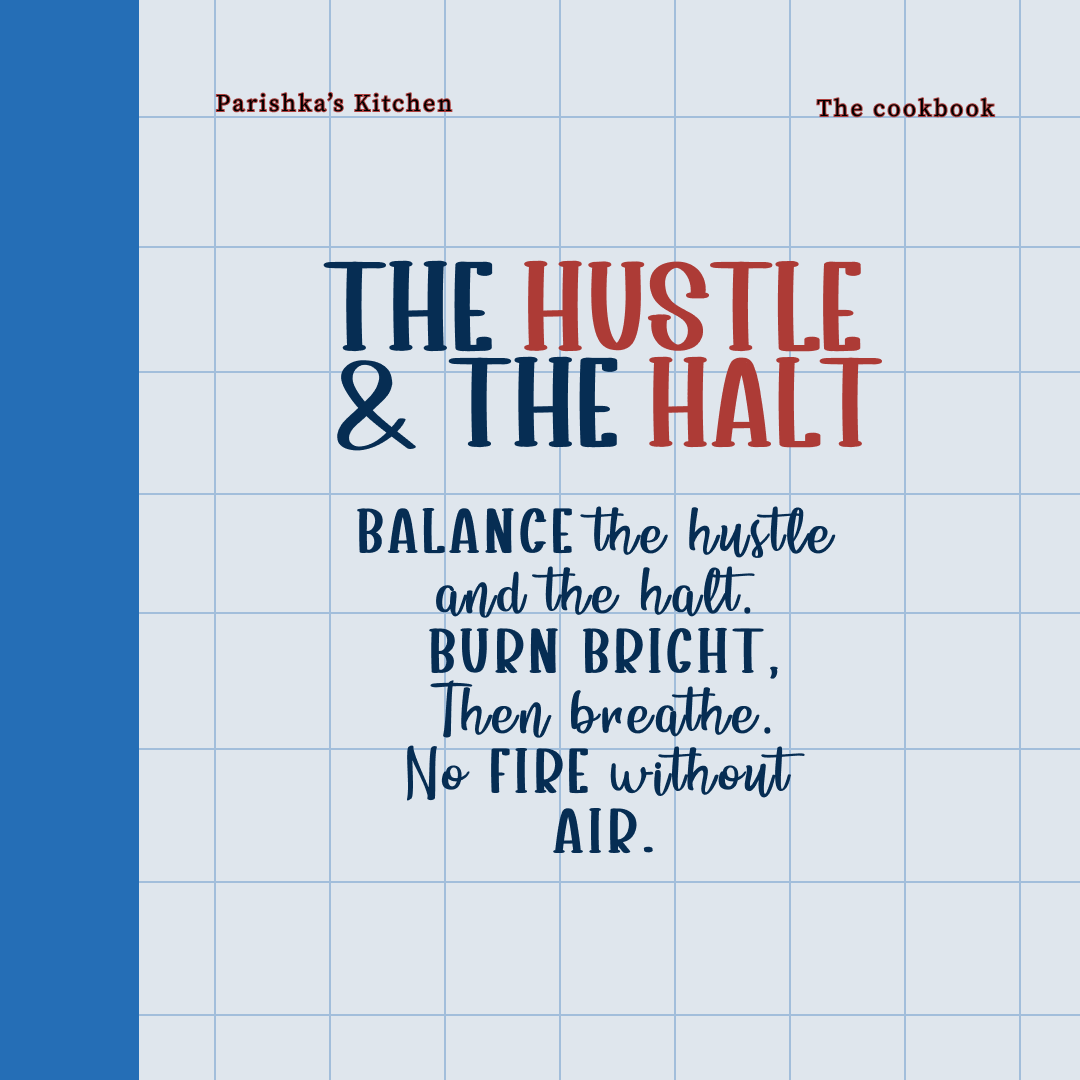 Parishka’s Kitchen
The cookbook
THE HUSTLE
& THE HALT
BALANCE the hustle
and the halt.
BURN BRIGHT,
Then breathe.
No FIRE without
AIR.